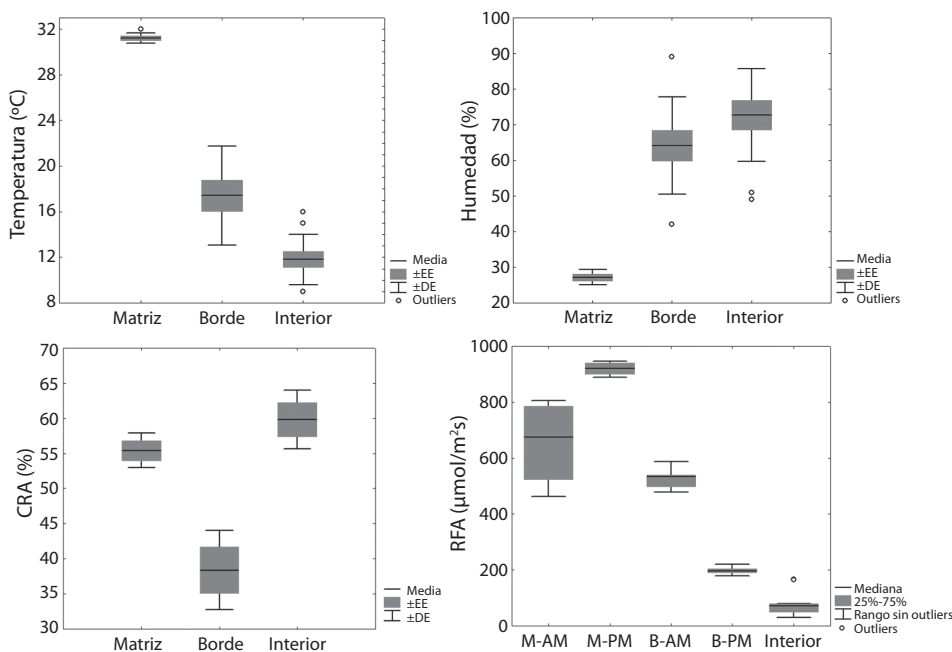 Temperatura (ºC)
32
28
24
20
16
12
8
Matriz
Borde
Interior
Media
±EE
±DE
Outliers
Humedad (%)
100
90
80
70
60
50
40
30
20
Matriz
Borde
Interior
Media
±EE
±DE
Outliers
CRA (%)
70
65
60
55
50
45
40
35
30
Matriz
Borde
Interior
Media
±EE
±DE
RFA (µmol/m²s)
1000
800
600
400
200
0
M-AM
M-PM
B-AM
B-PM
Interior
Mediana
25%-75%
Rango sin outliers
Outliers